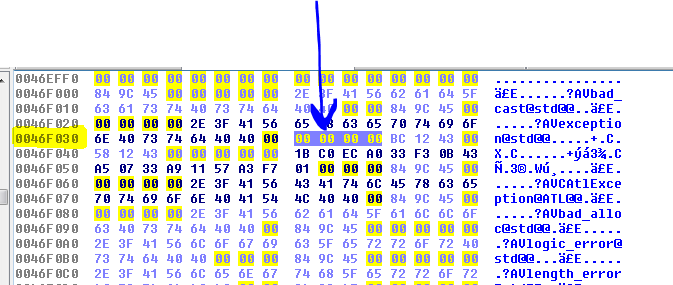 0046EFF0 00 00 00 00 00 00 00 00 00 00 00 00 00 00 00 00 ................
0046F000 84 9C 45 00 00 00 00 00 2E 3F 41 56 62 61 64 5F ä£E......?AVbad_
0046F010 63 61 73 74 40 73 74 64 40 40 00 00 84 9C 45 00 cast@std@@..ä£E.
0046F020 00 00 00 00 2E 3F 41 56 65 78 63 65 70 74 69 6F .....?AVexceptio
0046F030 6E 40 73 74 64 40 40 00 00 00 00 00 BC 12 43 00 n@std@@.....+.C.
0046F040 58 12 43 00 00 00 00 00 1B C0 EC A0 33 F3 0B 43 X.C......+ýá3¾.C
0046F050 A5 07 33 A9 11 57 A3 F7 01 00 00 00 84 9C 45 00 Ñ.3®.Wú¸....ä£E.
0046F060 00 00 00 00 2E 3F 41 56 43 41 74 6C 45 78 63 65 .....?AVCAtlExce
0046F070 70 74 69 6F 6E 40 41 54 4C 40 40 00 84 9C 45 00 ption@ATL@@.ä£E.
0046F080 00 00 00 00 2E 3F 41 56 62 61 64 5F 61 6C 6C 6F .....?AVbad_allo
0046F090 63 40 73 74 64 40 40 00 84 9C 45 00 00 00 00 00 c@std@@.ä£E.....
0046F0A0 2E 3F 41 56 6C 6F 67 69 63 5F 65 72 72 6F 72 40 .?AVlogic_error@
0046F0B0 73 74 64 40 40 00 00 00 84 9C 45 00 00 00 00 00 std@@...ä£E.....
0046F0C0 2E 3F 41 56 6C 65 6E 67 74 68 5F 65 72 72 6F 72 .?AVlength_error